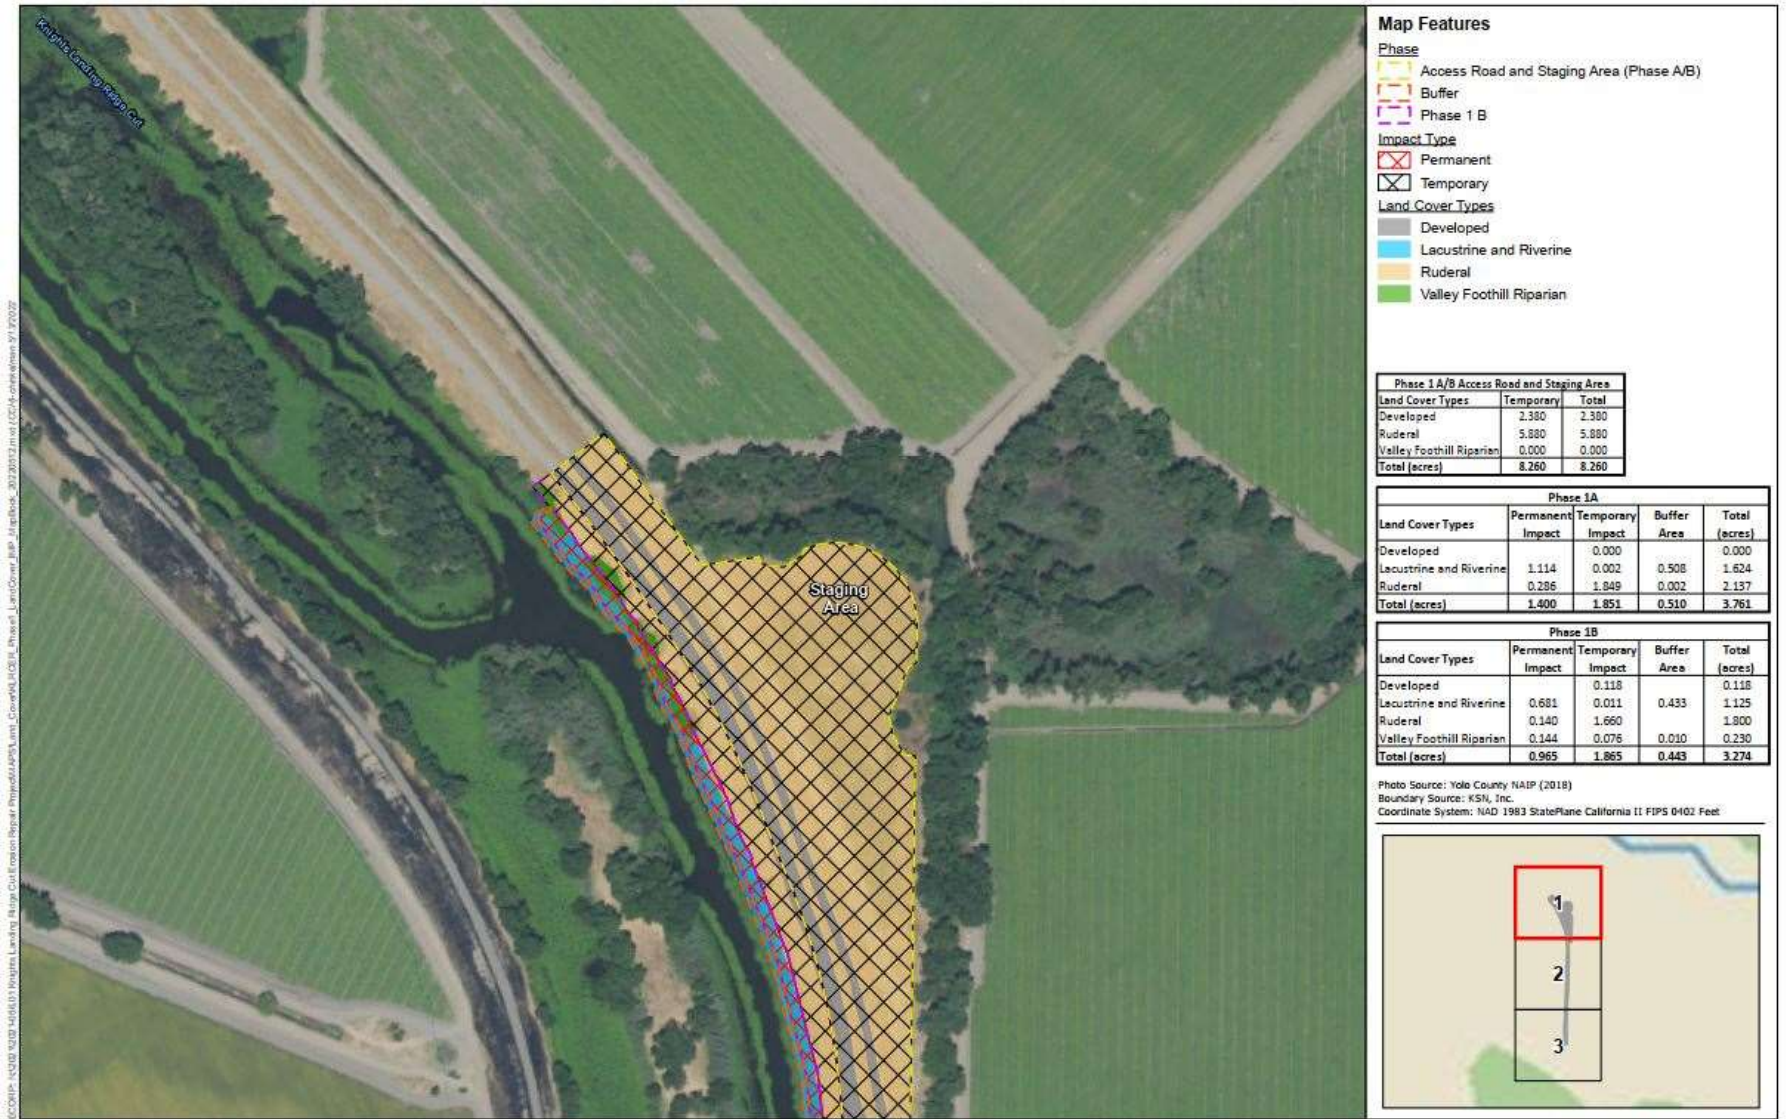 Knights Landing Ridge Cut
Staging
Area
Map Features
Phase
Access Road and Staging Area (Phase A/B)
Buffer
Phase 1 B
Impact Type
Permanent
Temporary
Land Cover Types
Developed
Lacustrine and Riverine
Ruderal
Valley Foothill Riparian
Phase 1 A/B Access Road and Staging Area
Land Cover Types Temporary Total
Developed 2.380 2.380
Ruderal 5.880 5.880
Valley Foothill Riparian 0.000 0.000
Total (acres) 8.260 8.260
Phase 1A
Land Cover Types Permanent Impact Temporary Impact Buffer Area Total (acres)
Developed 0.000 0.000
Lacustrine and Riverine 1.114 0.002 0.508 1.624
Ruderal 0.286 1.849 0.002 2.137
Total (acres) 1.400 1.851 0.510 3.761
Phase 1B
Land Cover Types Permanent Impact Temporary Impact Buffer Area Total (acres)
Developed 0.118 0.118
Lacustrine and Riverine 0.681 0.011 0.433 1.125
Ruderal 0.140 1.660 1.800
Valley Foothill Riparian 0.144 0.076 0.010 0.230
Total (acres) 0.965 1.865 0.443 3.274
Photo Source: Yolo County NAIP (2018)
Boundary Source: KSN, Inc.
Coordinate System: NAD 1983 StatePlane California II FIPS 0402 Feet
1
2
3